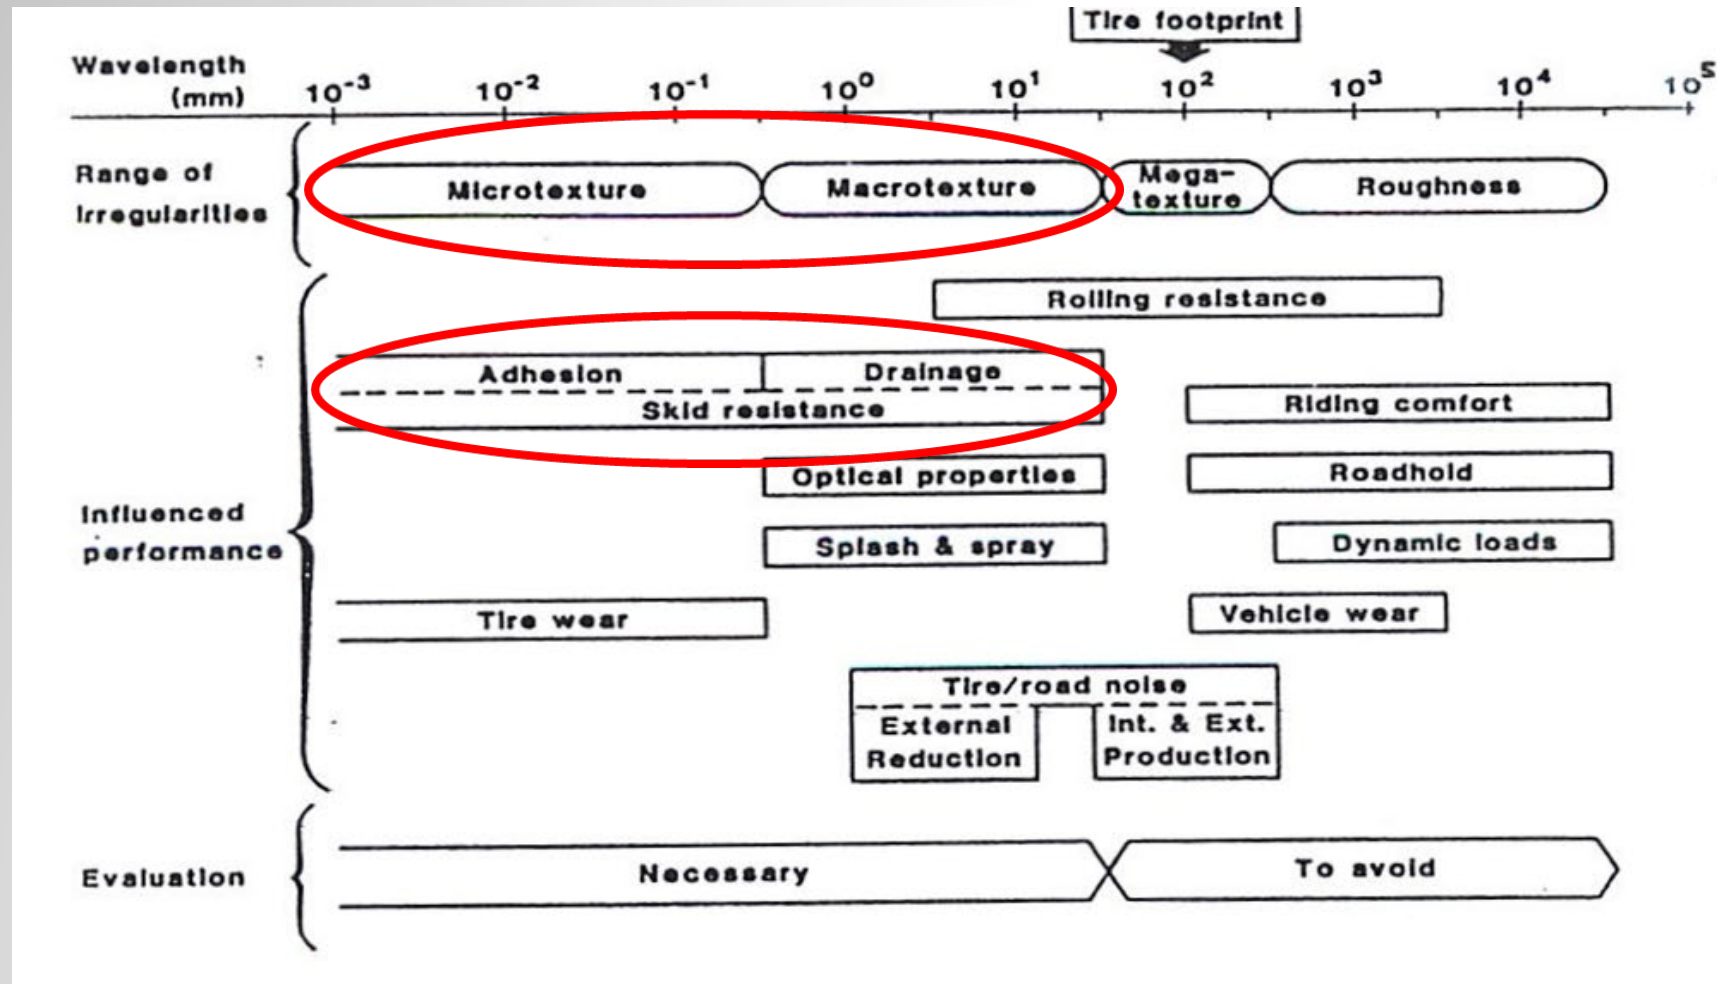 Tire footprint
Wavelength
(mm)
10⁻³ 10⁻² 10⁻¹ 10⁰ 10¹ 10² 10³ 10⁴ 10⁵
Range of
Irregularities
Microtexture
Macrotexture
Mega-
texture
Roughness
Rolling resistance
Adhesion
Drainage
Skid resistance
Riding comfort
Optical properties
Roadhold
Influenced
performance
Splash & spray
Dynamic loads
Tire wear
Vehicle wear
Tire/road noise
External
Reduction
Int. & Ext.
Production
Evaluation
Necessary
To avoid